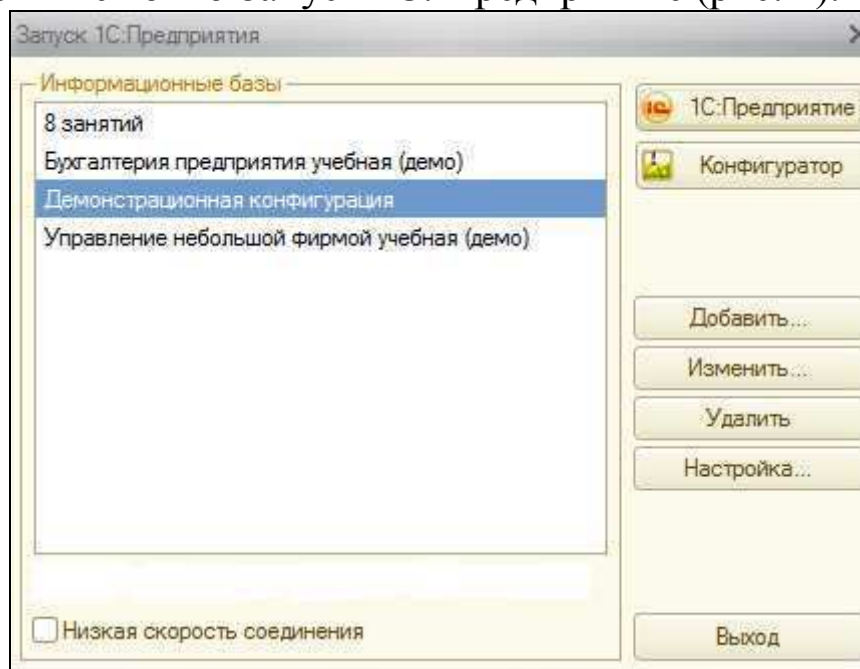 Запуск 1С:Предприятия
Информационные базы
8 занятий
Бухгалтерия предприятия учебная (демо)
Демонстрационная конфигурация
Управление небольшой фирмой учебная (демо)
1С:Предприятие
Конфигуратор
Добавить...
Изменить...
Удалить
Настройка...
Низкая скорость соединения
Выход